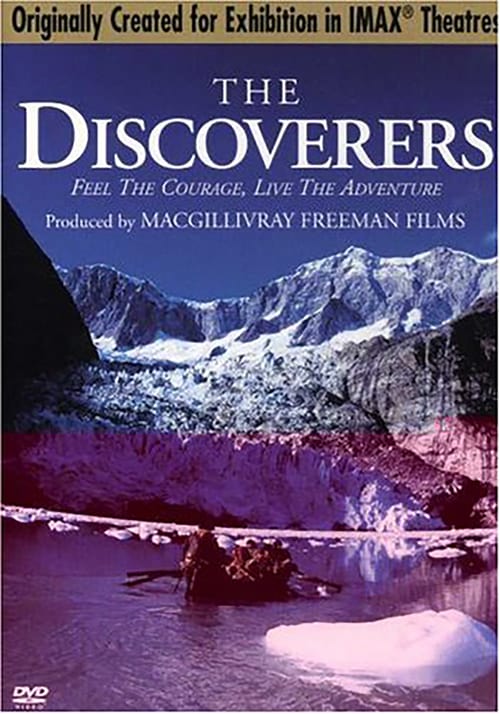 Originally Created for Exhibition in IMAX® Theatres
THE
DISCOVERERS
FEEL THE COURAGE, LIVE THE ADVENTURE
Produced by MACGILLIVRAY FREEMAN FILMS
DVD
VIDEO